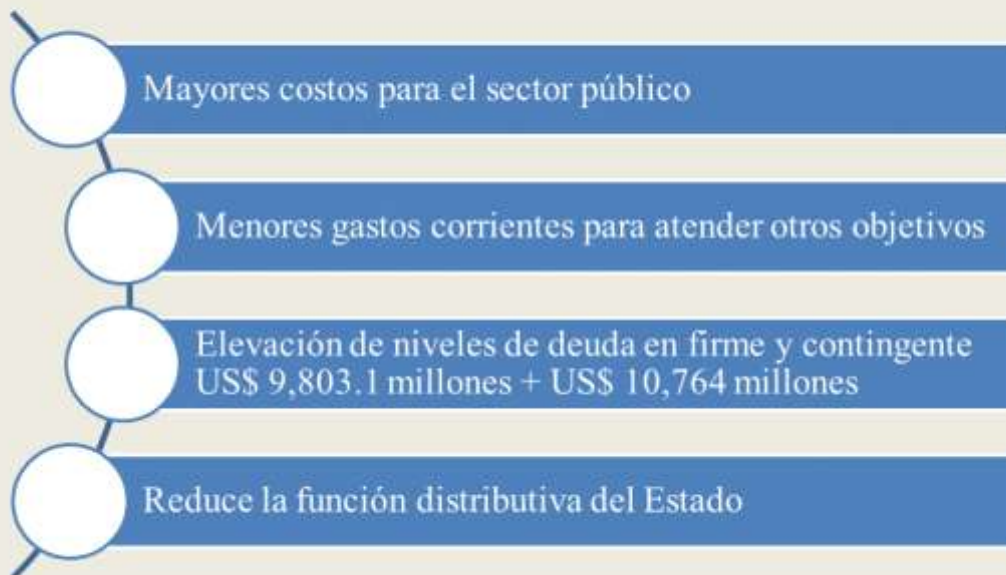 Mayores costos para el sector público
Menores gastos corrientes para atender otros objetivos
Elevación de niveles de deuda en firme y contingente
US$ 9,803.1 millones + US$ 10,764 millones
Reduce la función distributiva del Estado